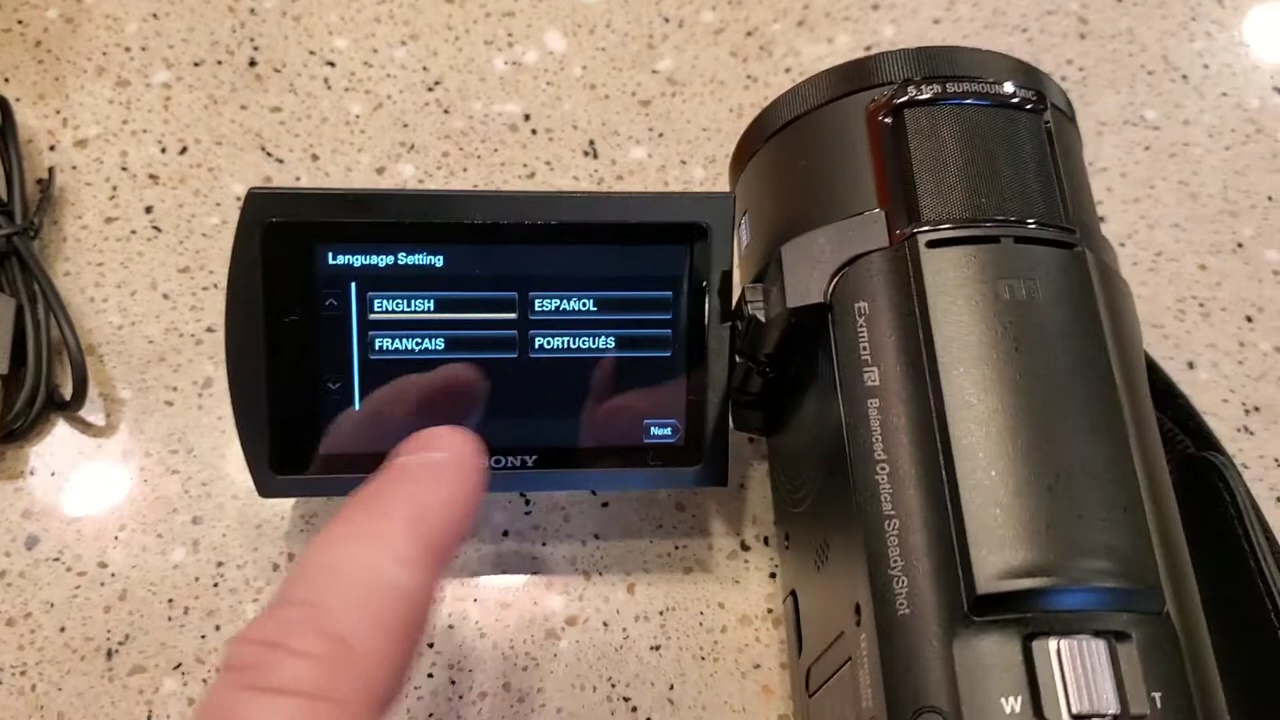 5.1ch SURROUND MIC
Language Setting
ENGLISH
ESPAÑOL
FRANÇAIS
PORTUGUÊS
Next
SONY
Exmor R
Balanced Optical SteadyShot
W
T